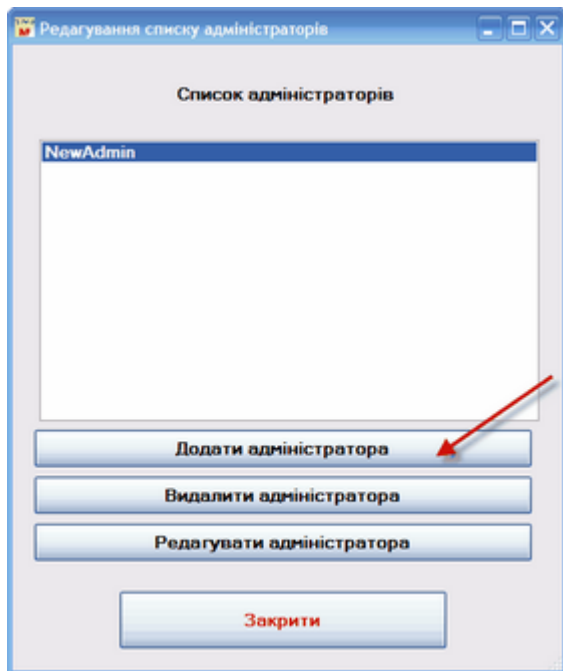 Редагування списку адміністраторів
Список адміністраторів
NewAdmin
Додати адміністратора
Видалити адміністратора
Редагувати адміністратора
Закрити